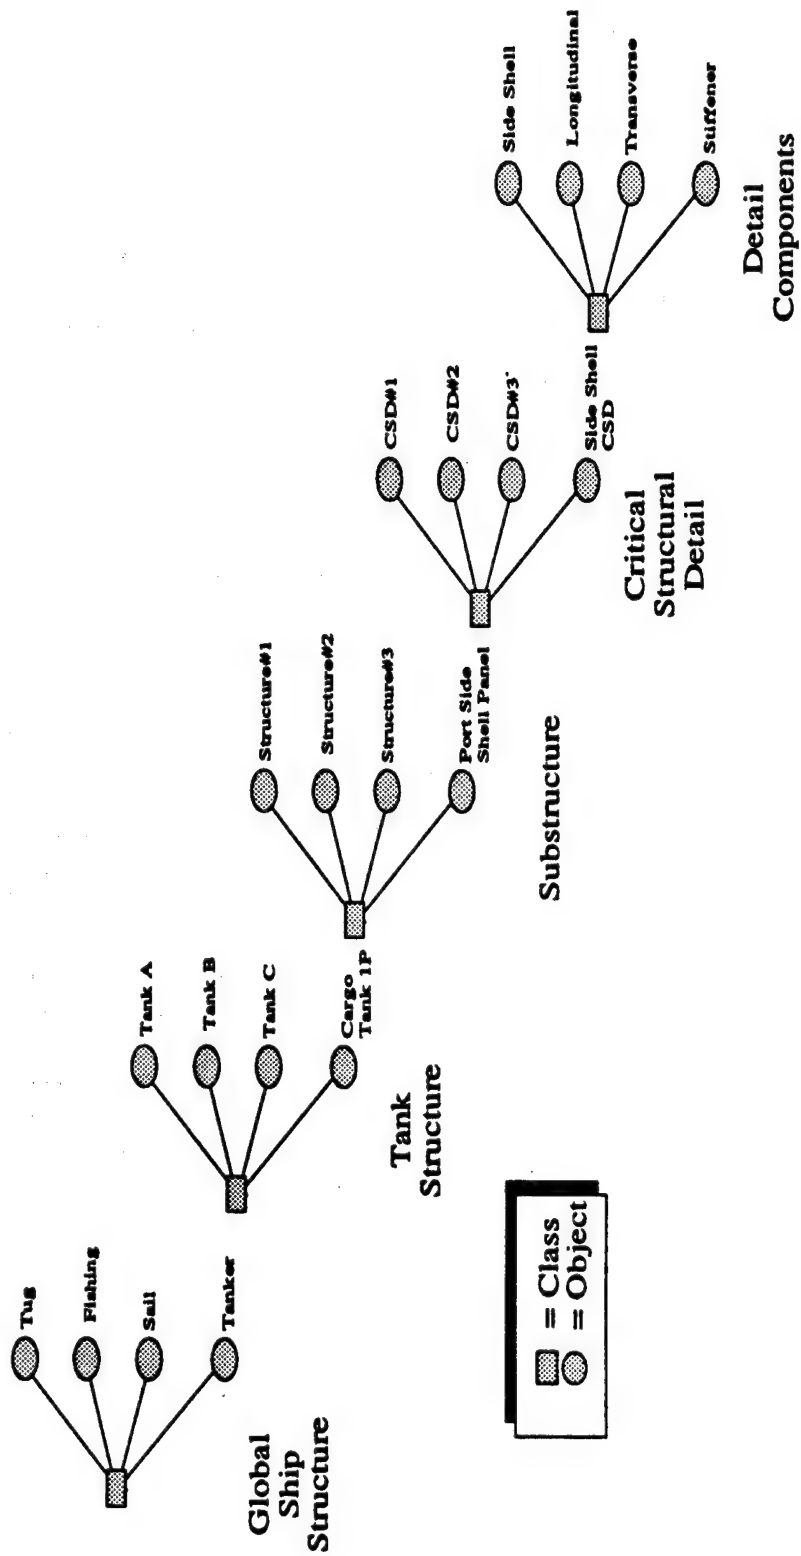 Tug
Fishing
Sail
Tanker
Global
Ship
Structure
Tank A
Tank B
Tank C
Cargo
Tank 1P
Tank
Structure
Structure#1
Structure#2
Structure#3
Port Side
Shell Panel
Substructure
CSD#1
CSD#2
CSD#3
Side Shell
CSD
Critical
Structural
Detail
Side Shell
Longitudinal
Transverse
Stiffener
Detail
Components
= Class
= Object